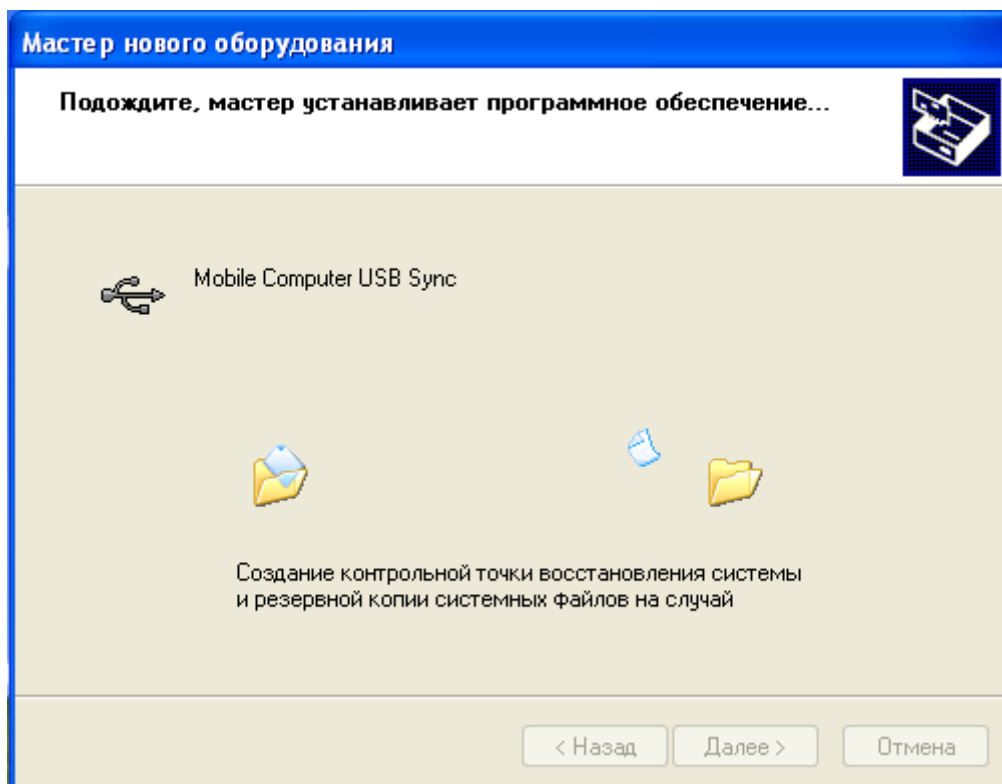 Мастер нового оборудования
Подождите, мастер устанавливает программное обеспечение...
Mobile Computer USB Sync
Создание контрольной точки восстановления системы
и резервной копии системных файлов на случай
< Назад
Далее >
Отмена